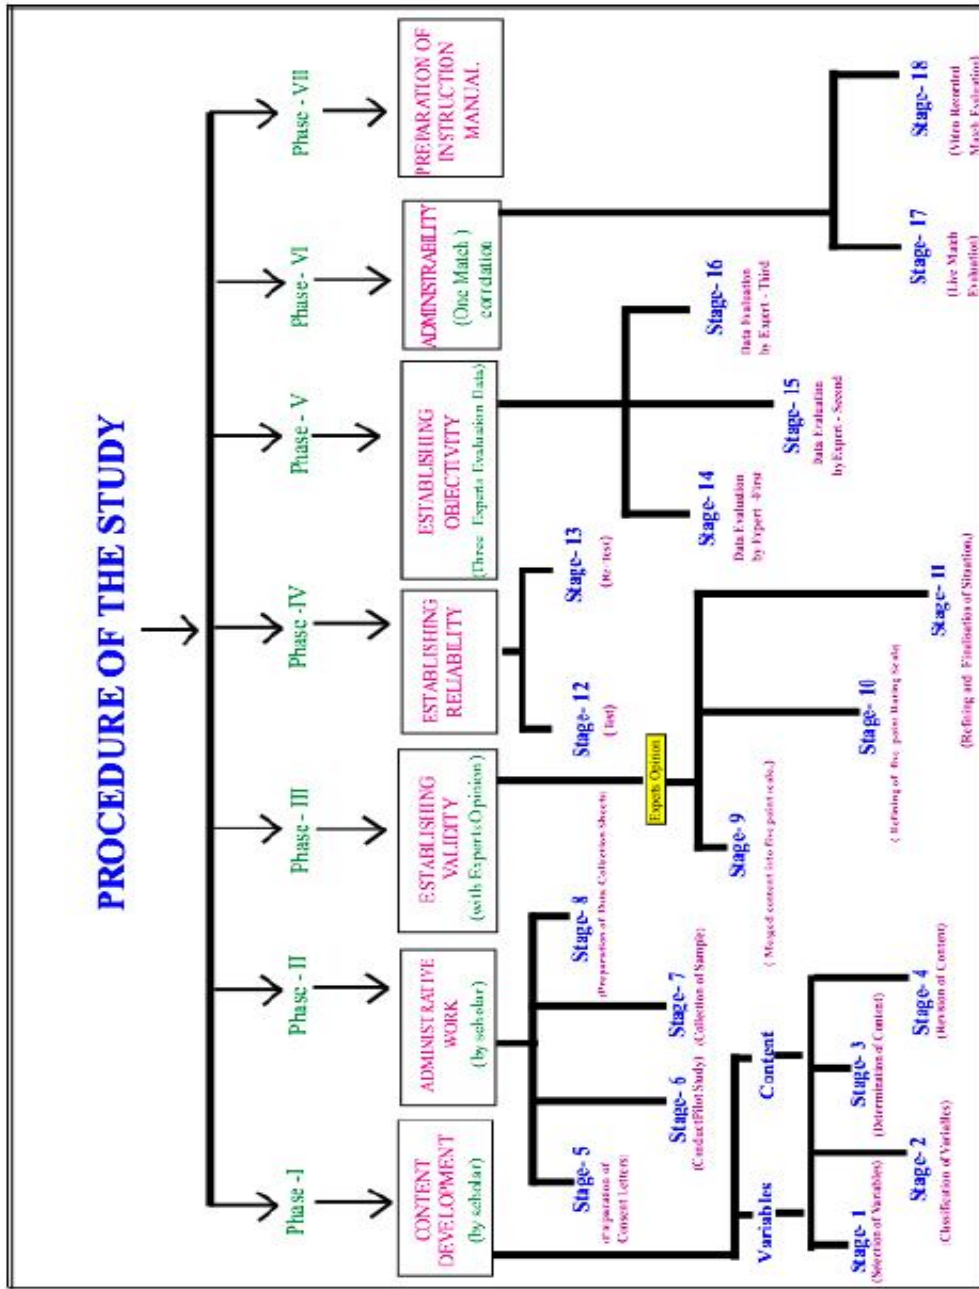 PROCEDURE OF THE STUDY
Phase -I
Phase - II
Phase - III
Phase -IV
Phase - V
Phase - VI
Phase - VII
CONTENT
DEVELOPMENT
(by scholar)
ADMINISTRATIVE
WORK
(by scholar)
ESTABLISHING
VALIDITY
(with Experts Opinion)
ESTABLISHING
RELIABILITY
ESTABLISHING
OBJECTIVITY
(Three Experts Evaluation Data)
ADMINISTRABILITY
(One Match )
corrdation
PREPARATION OF
INSTRUCTION
MANUAL
Variables
Content
Stage- 1
(Selection of Variables)
Stage- 2
(Classification of Variables)
Stage- 3
(Determination of Content)
Stage- 4
(Revision of Content)
Stage- 5
(Preparation of
Consent Letters)
Stage- 6
(Conduct Pilot Study)
Stage- 7
(Collection of Sample)
Stage- 8
(Preparation of Data Collection Sheets)
Experts Opinion
Stage- 9
( Merged content into five point scale.)
Stage- 10
( Refining of five point Rating Scale)
Stage- 11
(Refining and Finalisation of Situation)
Stage- 12
(Test)
Stage- 13
(Re-Test)
Stage- 14
Data Evaluation
by Expert -First
Stage- 15
Data Evaluation
by Expert - Second
Stage- 16
Data Evaluation
by Expert - Third
Stage- 17
(Live Match
Evaluation)
Stage- 18
(Video Recorded
Match Evaluation)